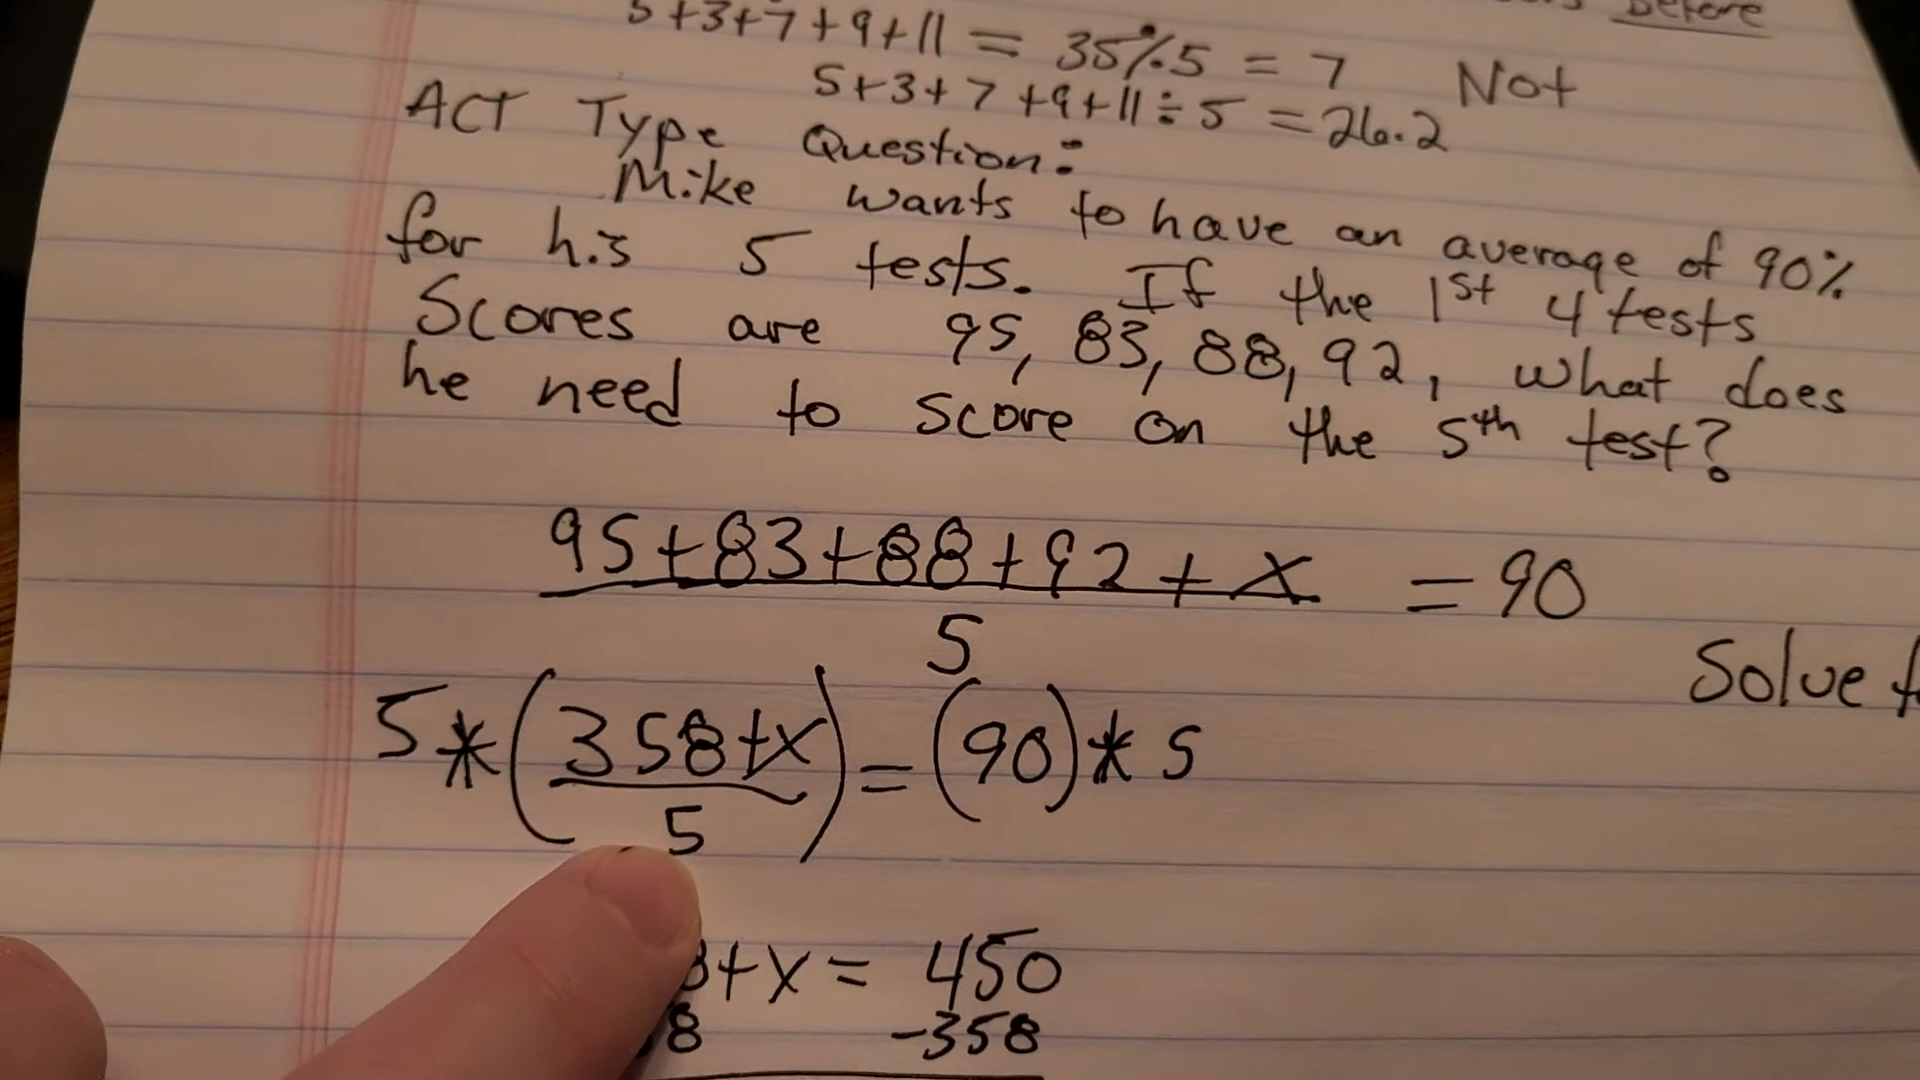 Before
5+3+7+9+11 = 35÷5 = 7 Not
5+3+7+9+11÷5 = 26.2
ACT Type Question:
Mike wants to have an average of 90%
for his 5 tests. If the 1st 4 tests
Scores are 95, 83, 88, 92, what does
he need to score on the 5th test?
95+83+88+92+x = 90
5
Solve
5*(358+x) = (90)*5
5
8+x = 450
8 -358